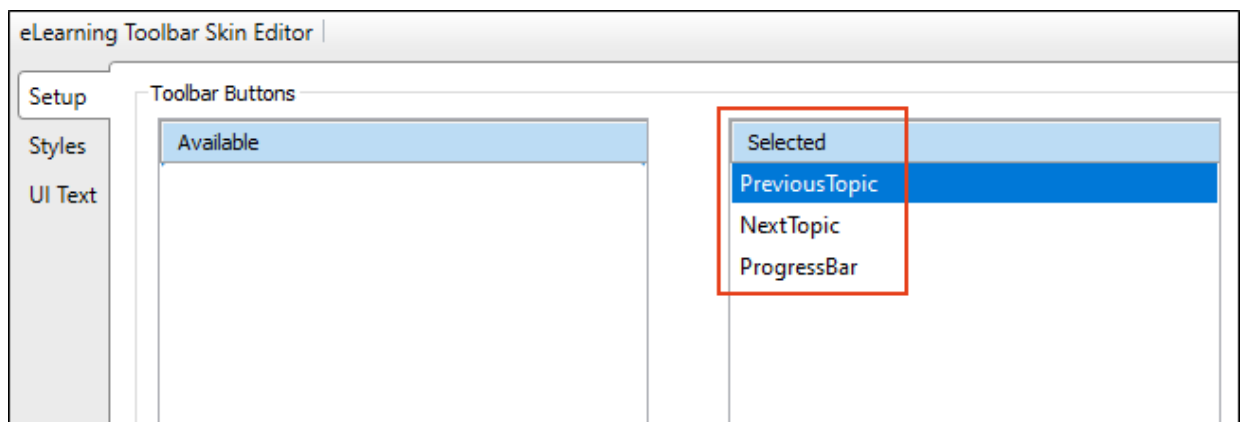 eLearning Toolbar Skin Editor
Setup
Styles
UI Text
Toolbar Buttons
Available
Selected
PreviousTopic
NextTopic
ProgressBar